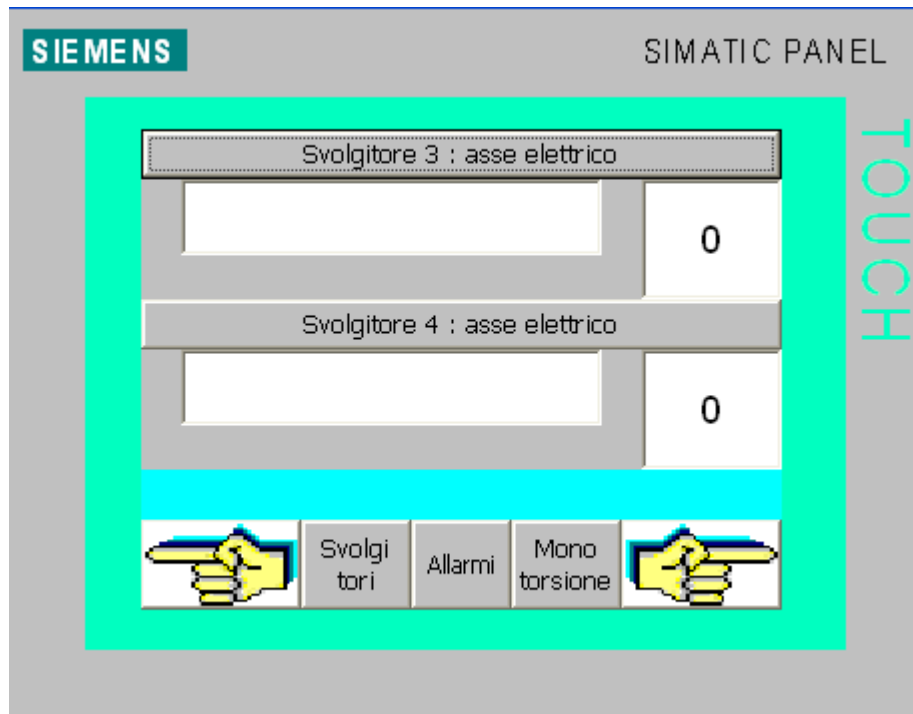 SIEMENS
SIMATIC PANEL
TOUCH
Svolgitore 3 : asse elettrico
0
Svolgitore 4 : asse elettrico
0
Svolgi
tori
Allarmi
Mono
torsione